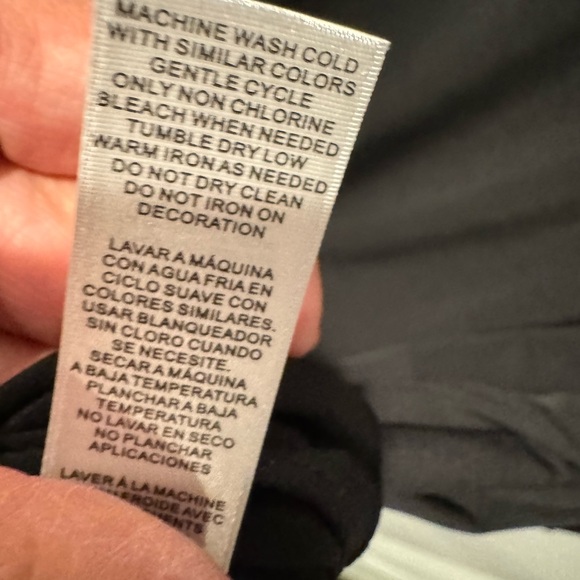 MACHINE WASH COLD
WITH SIMILAR COLORS
GENTLE CYCLE
ONLY NON CHLORINE
BLEACH WHEN NEEDED
TUMBLE DRY LOW
WARM IRON AS NEEDED
DO NOT DRY CLEAN
DO NOT IRON ON
DECORATION
LAVAR A MÁQUINA
CON AGUA FRIA EN
CICLO SUAVE CON
COLORES SIMILARES.
USAR BLANQUEADOR
SIN CLORO CUANDO
SE NECESITE.
SECAR A MÁQUINA
A BAJA TEMPERATURA
PLANCHAR A BAJA
TEMPERATURA
NO LAVAR EN SECO
NO PLANCHAR
APLICACIONES
LAVER À LA MACHINE
AVEC